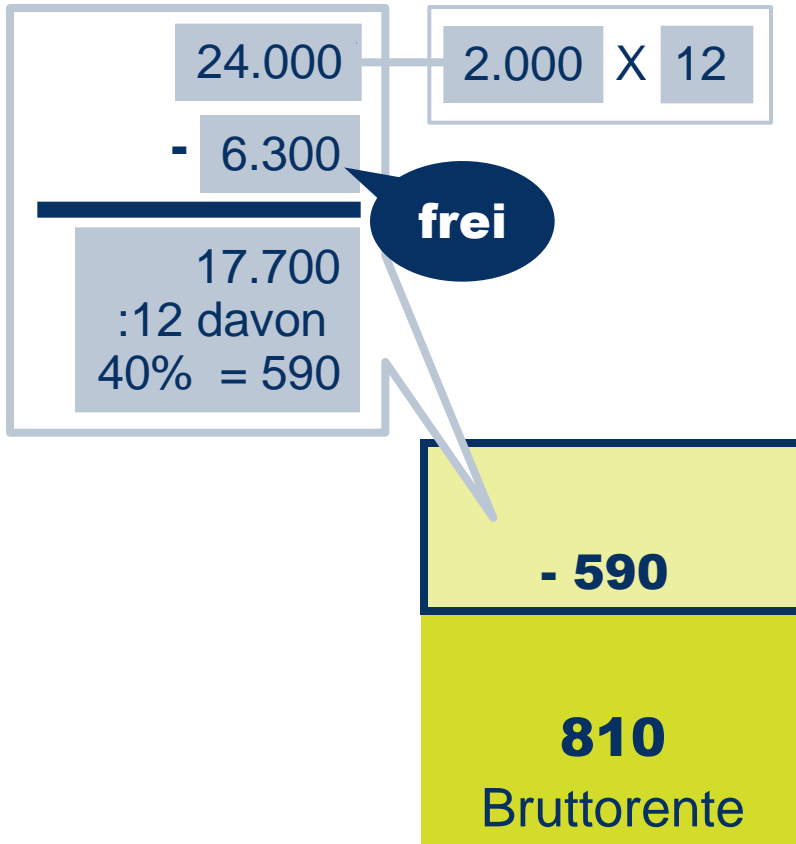 24.000
2.000 X 12
- 6.300
frei
17.700
:12 davon
40% = 590
- 590
810
Bruttorente